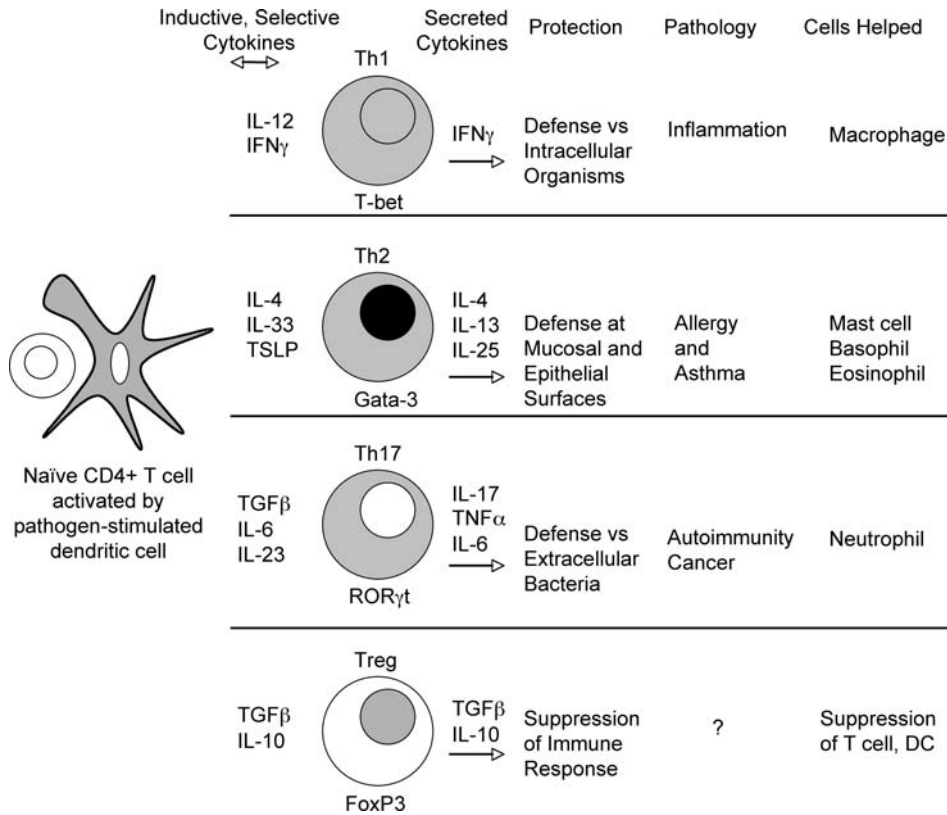 Inductive, Selective
Cytokines
Secreted
Cytokines
Protection
Pathology
Cells Helped
Th1
IL-12
IFNγ
IFNγ
Defense vs
Intracellular
Organisms
Inflammation
Macrophage
T-bet
Th2
IL-4
IL-33
TSLP
IL-4
IL-13
IL-25
Defense at
Mucosal and
Epithelial
Surfaces
Allergy
and
Asthma
Mast cell
Basophil
Eosinophil
Gata-3
Naïve CD4+ T cell
activated by
pathogen-stimulated
dendritic cell
Th17
TGFβ
IL-6
IL-23
IL-17
TNFα
IL-6
Defense vs
Extracellular
Bacteria
Autoimmunity
Cancer
Neutrophil
RORγt
Treg
TGFβ
IL-10
TGFβ
IL-10
Suppression
of Immune
Response
?
Suppression
of T cell, DC
FoxP3